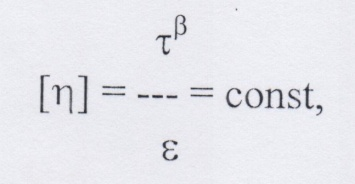 τ^β
[η] = --- = const,
ε